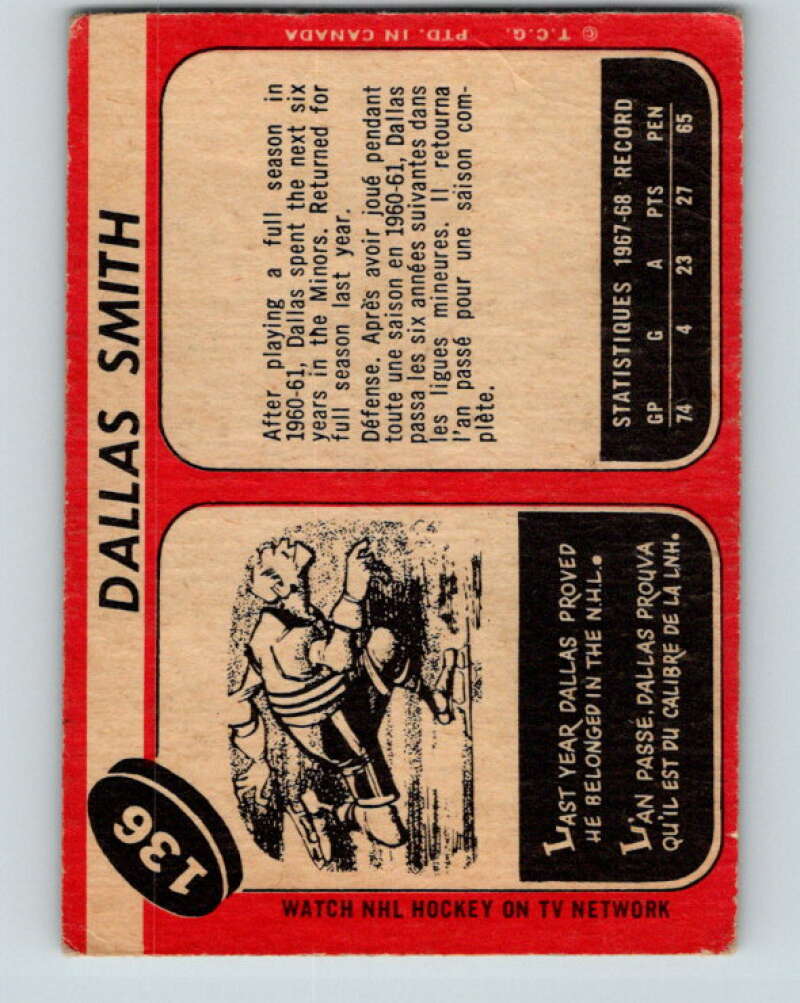 136
DALLAS SMITH
LAST YEAR DALLAS PROVED
HE BELONGED IN THE N.H.L.
L'AN PASSÉ, DALLAS PROUVA
QU'IL EST DU CALIBRE DE LA LNH.
WATCH NHL HOCKEY ON TV NETWORK
After playing a full season in
1960-61, Dallas spent the next six
years in the Minors. Returned for
full season last year.
Défense. Après avoir joué pendant
toute une saison en 1960-61, Dallas
passa les six années suivantes dans
les ligues mineures. Il retourna
l'an passé pour une saison com-
plète.
STATISTIQUES 1967-68 RECORD
GP G A PTS PEN
74 4 23 27 65
© T.C.G. PTD. IN CANADA